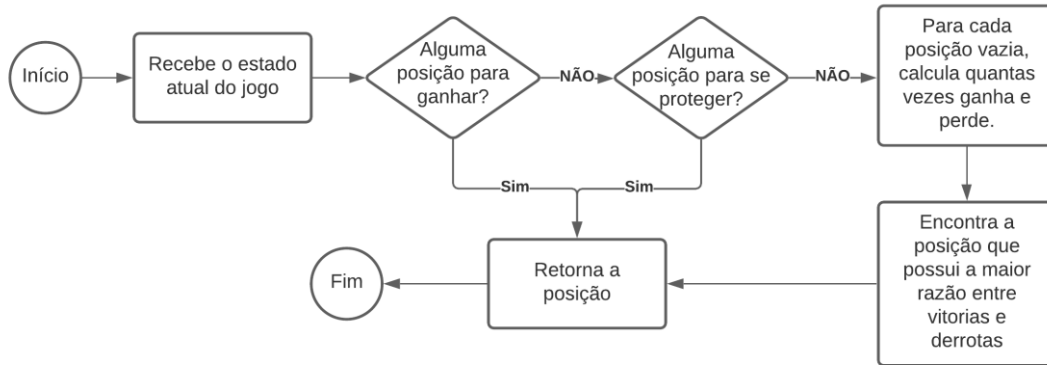 Início
Recebe o estado
atual do jogo
Alguma
posição para
ganhar?
NÃO
Alguma
posição para se
proteger?
NÃO
Para cada
posição vazia,
calcula quantas
vezes ganha e
perde.
Sim
Sim
Encontra a
posição que
possui a maior
razão entre
vitorias e
derrotas
Retorna a
posição
Fim